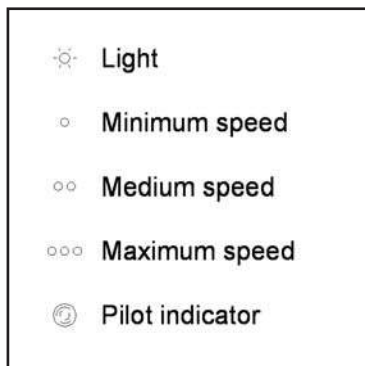 Light
Minimum speed
Medium speed
Maximum speed
Pilot indicator